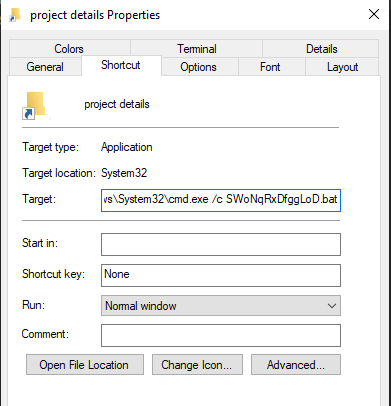 project details Properties
Colors Terminal Details
General Shortcut Options Font Layout
project details
Target type: Application
Target location: System32
Target: vs\System32\cmd.exe /c SWoNqRxDfggLoD.bat
Start in:
Shortcut key: None
Run: Normal window
Comment:
Open File Location Change Icon... Advanced...